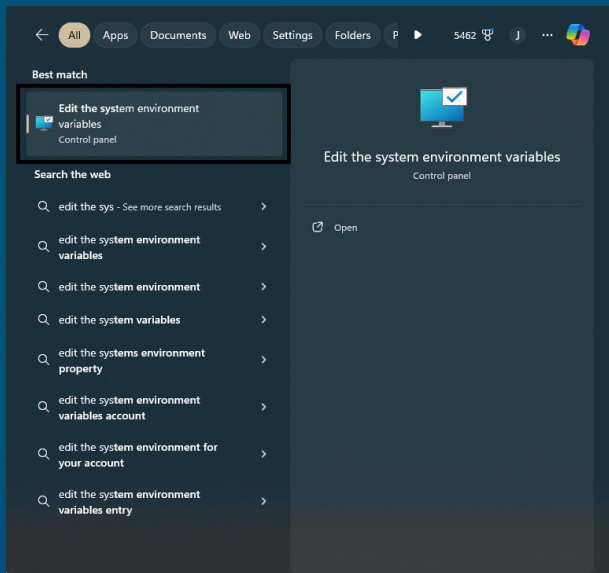 All Apps Documents Web Settings Folders P 5462 J ...
Best match
Edit the system environment
variables
Control panel
Search the web
edit the sys - See more search results
edit the system environment
variables
edit the system environment
edit the system variables
edit the systems environment
property
edit the system environment
variables account
edit the system environment for
your account
edit the system environment
variables entry
Edit the system environment variables
Control panel
Open